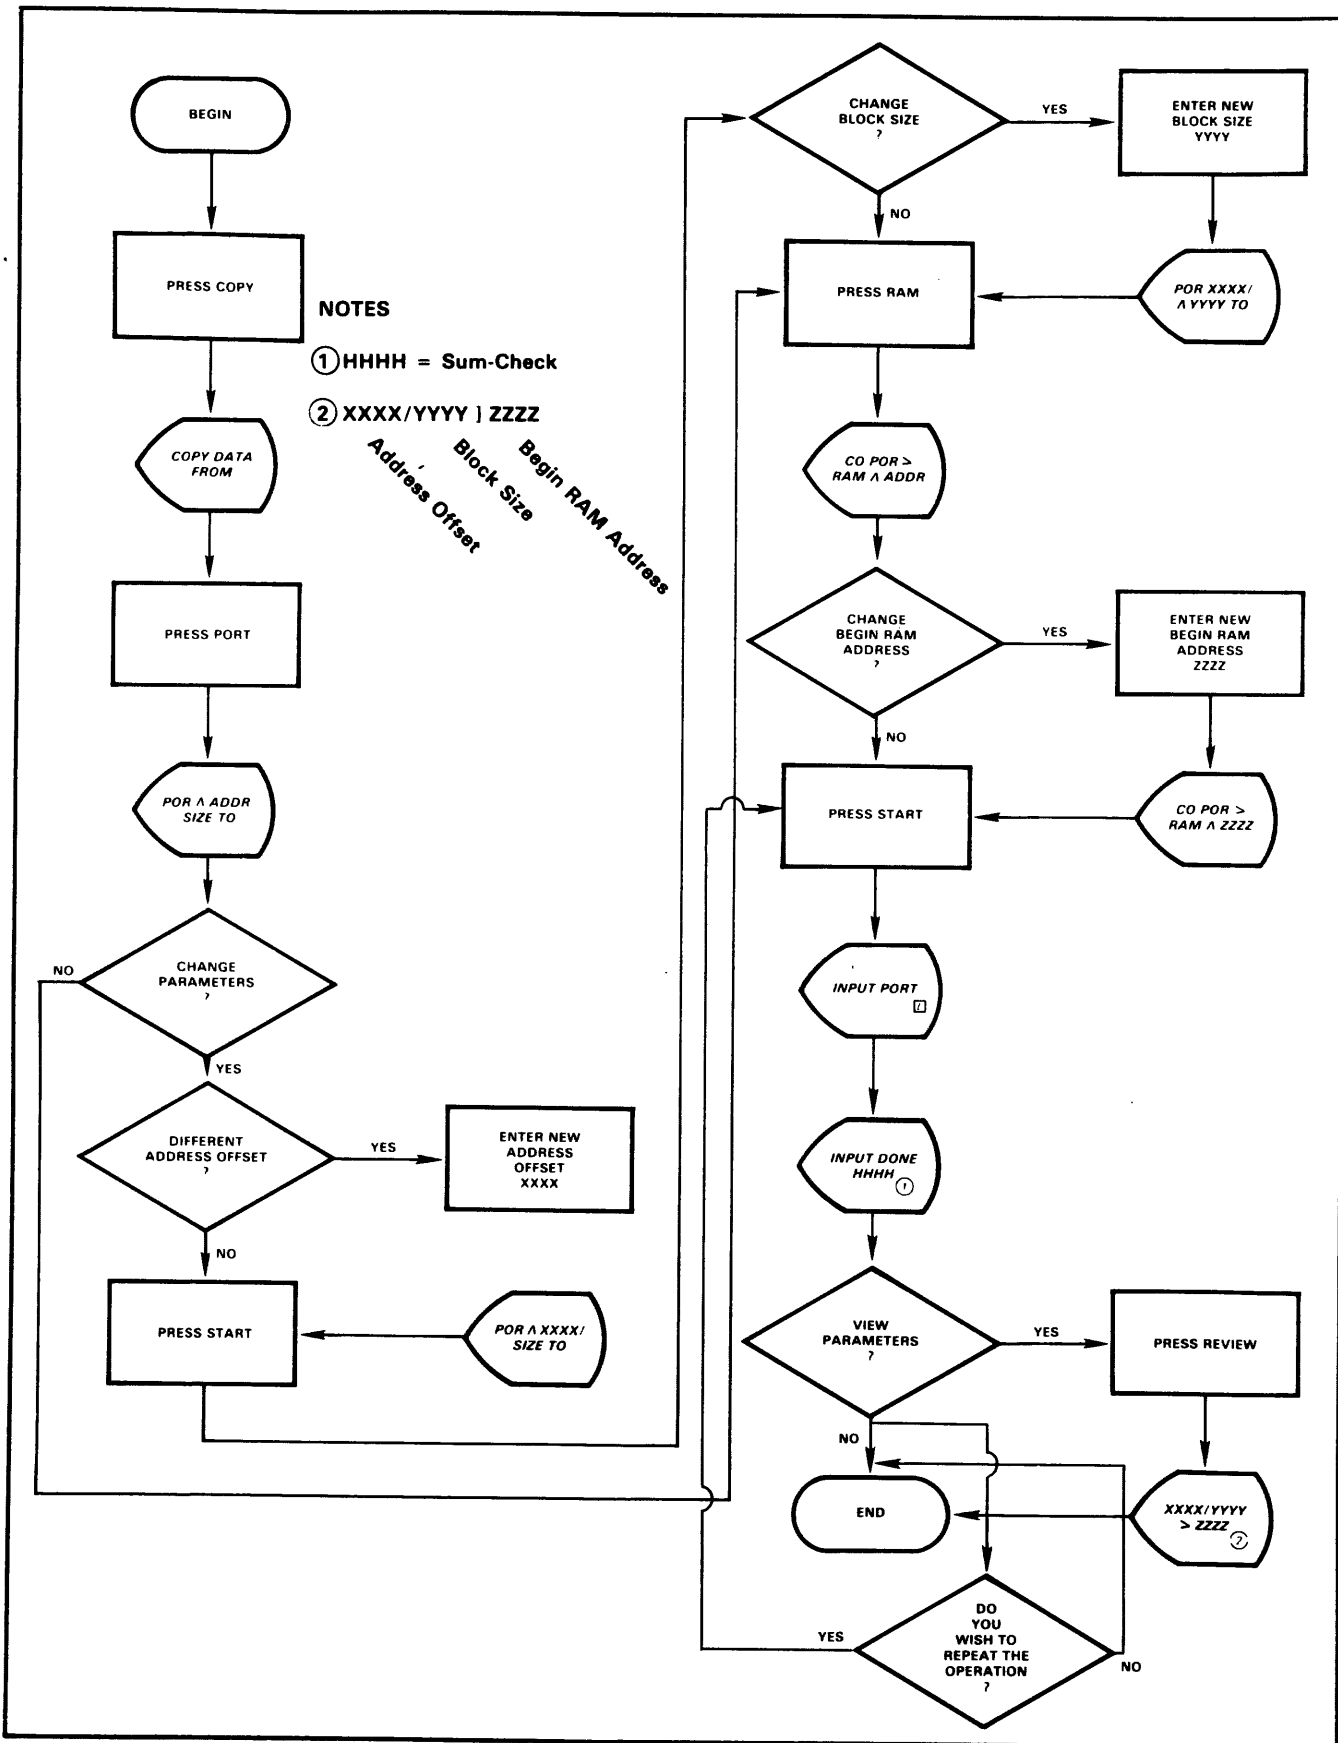 BEGIN
PRESS COPY
NOTES
① HHHH = Sum-Check
② XXXX/YYYY ] ZZZZ
Address Offset
Block Size
Begin RAM Address
COPY DATA
FROM
PRESS PORT
POR Λ ADDR
SIZE TO
CHANGE
PARAMETERS
?
NO
YES
DIFFERENT
ADDRESS OFFSET
?
YES
ENTER NEW
ADDRESS
OFFSET
XXXX
NO
PRESS START
POR Λ XXXX/
SIZE TO
CHANGE
BLOCK SIZE
?
YES
ENTER NEW
BLOCK SIZE
YYYY
NO
PRESS RAM
POR XXXX/
Λ YYYY TO
CO POR >
RAM Λ ADDR
CHANGE
BEGIN RAM
ADDRESS
?
YES
ENTER NEW
BEGIN RAM
ADDRESS
ZZZZ
NO
PRESS START
CO POR >
RAM Λ ZZZZ
INPUT PORT
INPUT DONE
HHHH ①
VIEW
PARAMETERS
?
YES
PRESS REVIEW
NO
END
XXXX/YYYY
> ZZZZ ②
DO
YOU
WISH TO
REPEAT THE
OPERATION
?
YES
NO